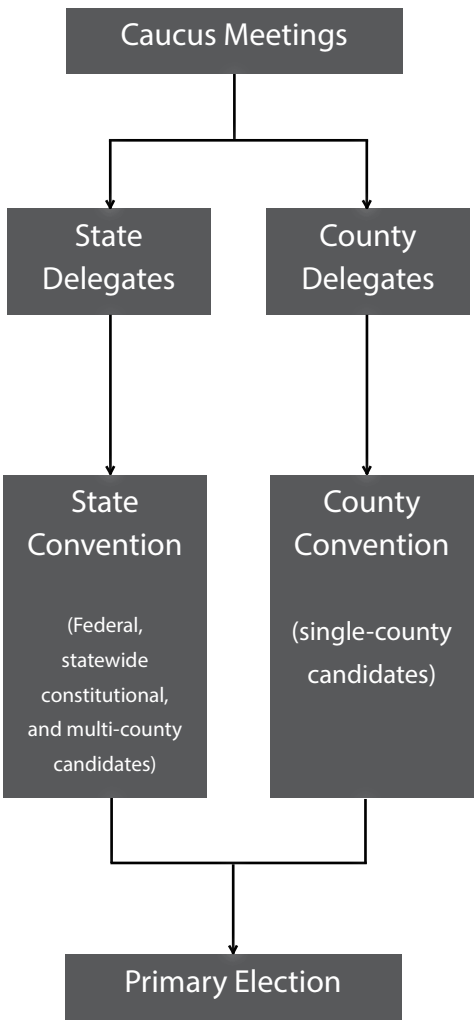 Caucus Meetings
State
Delegates
County
Delegates
State
Convention
(Federal,
statewide
constitutional,
and multi-county
candidates)
County
Convention
(single-county
candidates)
Primary Election